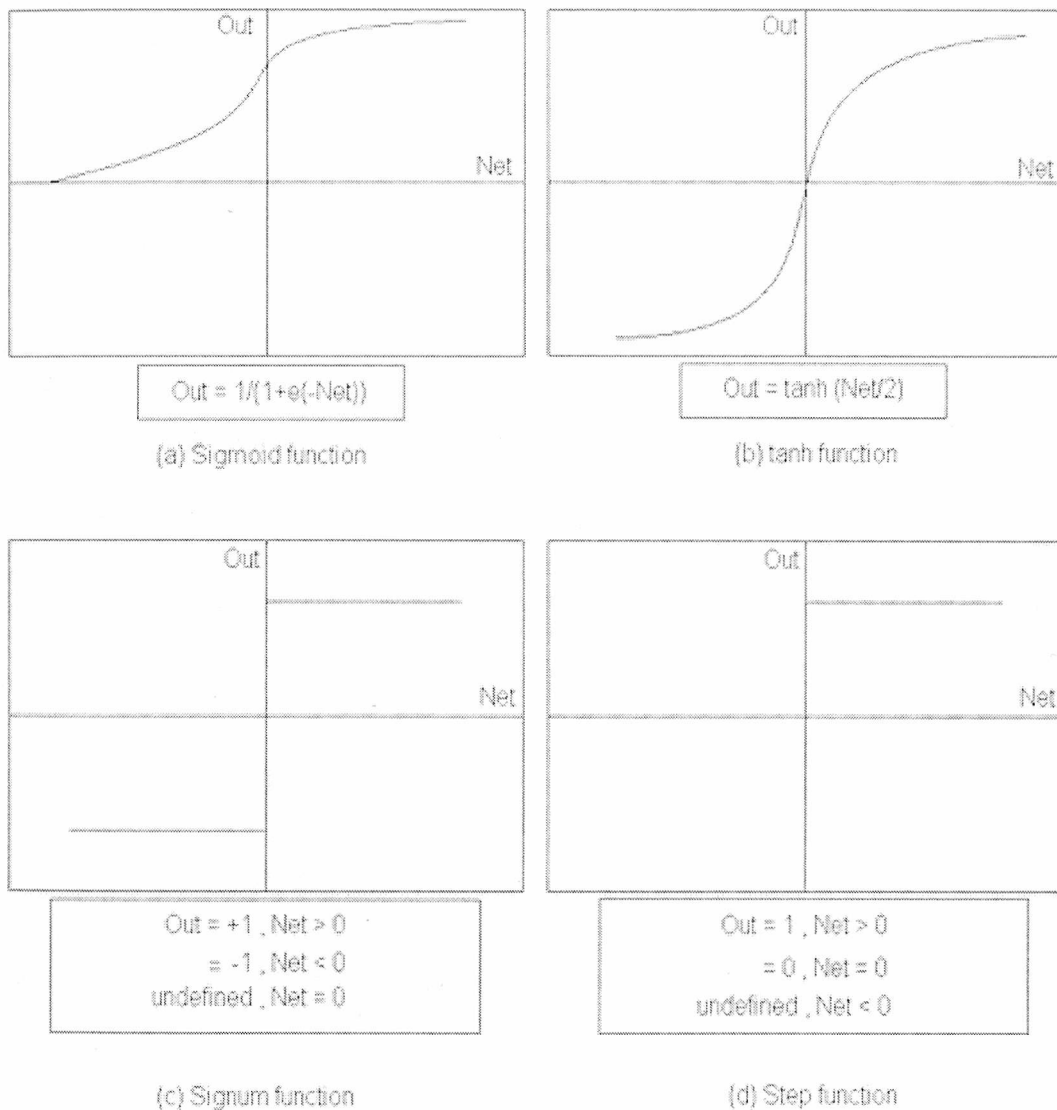 Out
Net
Out = 1/(1+e(-Net))
(a) Sigmoid function
Out
Net
Out = tanh (Net/2)
(b) tanh function
Out
Net
Out = +1 , Net > 0
= -1 , Net < 0
undefined , Net = 0
(c) Signum function
Out
Net
Out = 1 , Net > 0
= 0 , Net = 0
undefined , Net < 0
(d) Step function